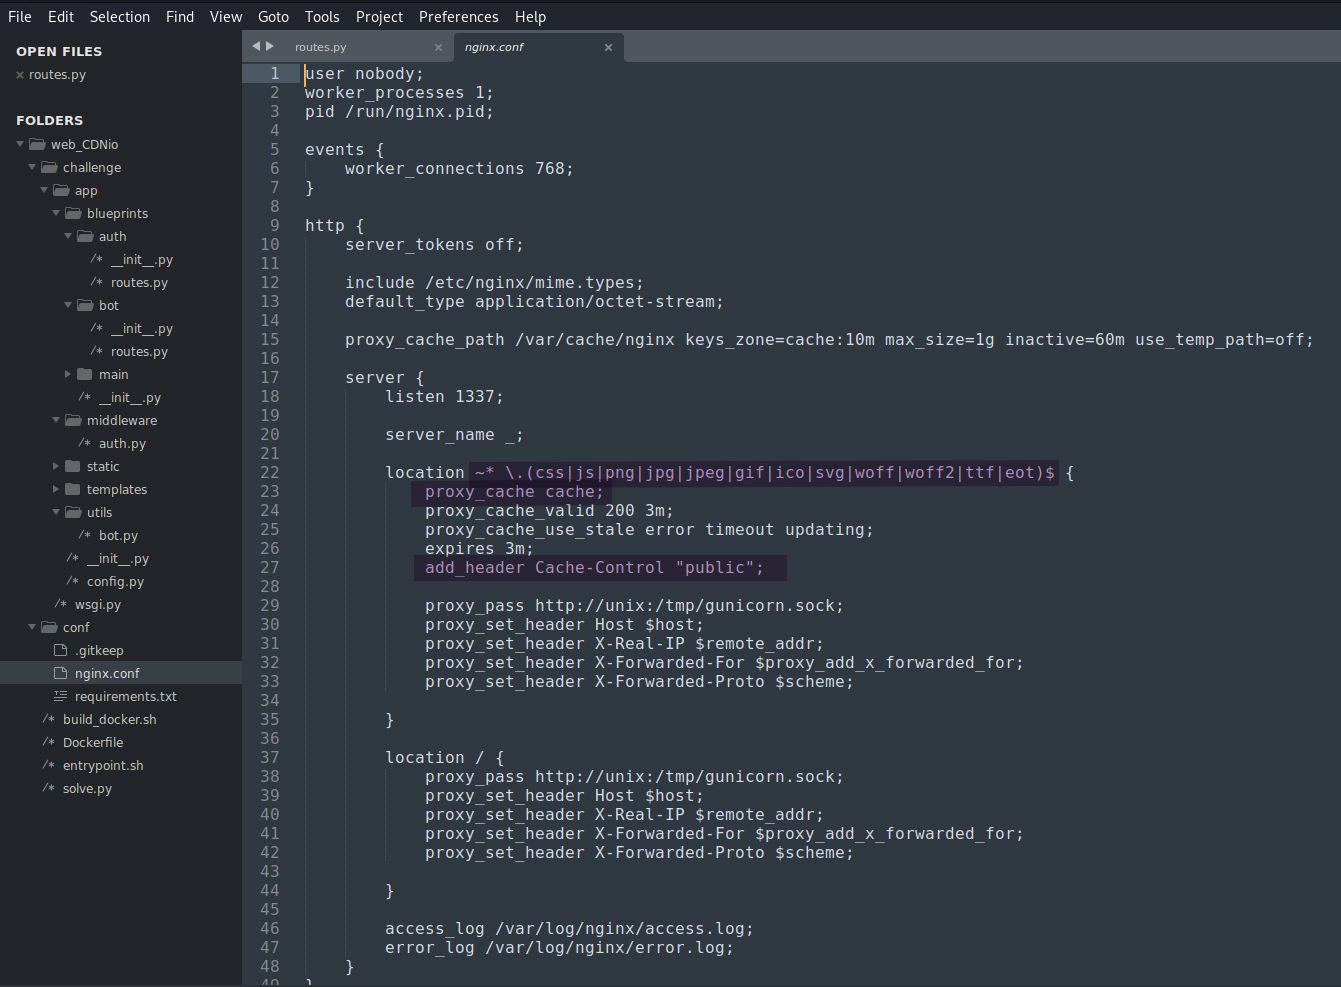 File Edit Selection Find View Goto Tools Project Preferences Help
OPEN FILES
× routes.py
FOLDERS
web_CDNio
challenge
app
blueprints
auth
/* __init__.py
/* routes.py
bot
/* __init__.py
/* routes.py
main
/* __init__.py
middleware
/* auth.py
static
templates
utils
/* bot.py
/* __init__.py
/* config.py
/* wsgi.py
conf
.gitkeep
nginx.conf
requirements.txt
/* build_docker.sh
/* Dockerfile
/* entrypoint.sh
/* solve.py
routes.py × nginx.conf ×
1 user nobody;
2 worker_processes 1;
3 pid /run/nginx.pid;
4
5 events {
6     worker_connections 768;
7 }
8
9 http {
10     server_tokens off;
11
12     include /etc/nginx/mime.types;
13     default_type application/octet-stream;
14
15     proxy_cache_path /var/cache/nginx keys_zone=cache:10m max_size=1g inactive=60m use_temp_path=off;
16
17     server {
18         listen 1337;
19
20         server_name _;
21
22         location ~* \.(css|js|png|jpg|jpeg|gif|ico|svg|woff|woff2|ttf|eot)$ {
23             proxy_cache cache;
24             proxy_cache_valid 200 3m;
25             proxy_cache_use_stale error timeout updating;
26             expires 3m;
27             add_header Cache-Control "public";
28
29             proxy_pass http://unix:/tmp/gunicorn.sock;
30             proxy_set_header Host $host;
31             proxy_set_header X-Real-IP $remote_addr;
32             proxy_set_header X-Forwarded-For $proxy_add_x_forwarded_for;
33             proxy_set_header X-Forwarded-Proto $scheme;
34
35         }
36
37         location / {
38             proxy_pass http://unix:/tmp/gunicorn.sock;
39             proxy_set_header Host $host;
40             proxy_set_header X-Real-IP $remote_addr;
41             proxy_set_header X-Forwarded-For $proxy_add_x_forwarded_for;
42             proxy_set_header X-Forwarded-Proto $scheme;
43
44         }
45
46         access_log /var/log/nginx/access.log;
47         error_log /var/log/nginx/error.log;
48     }
49 }